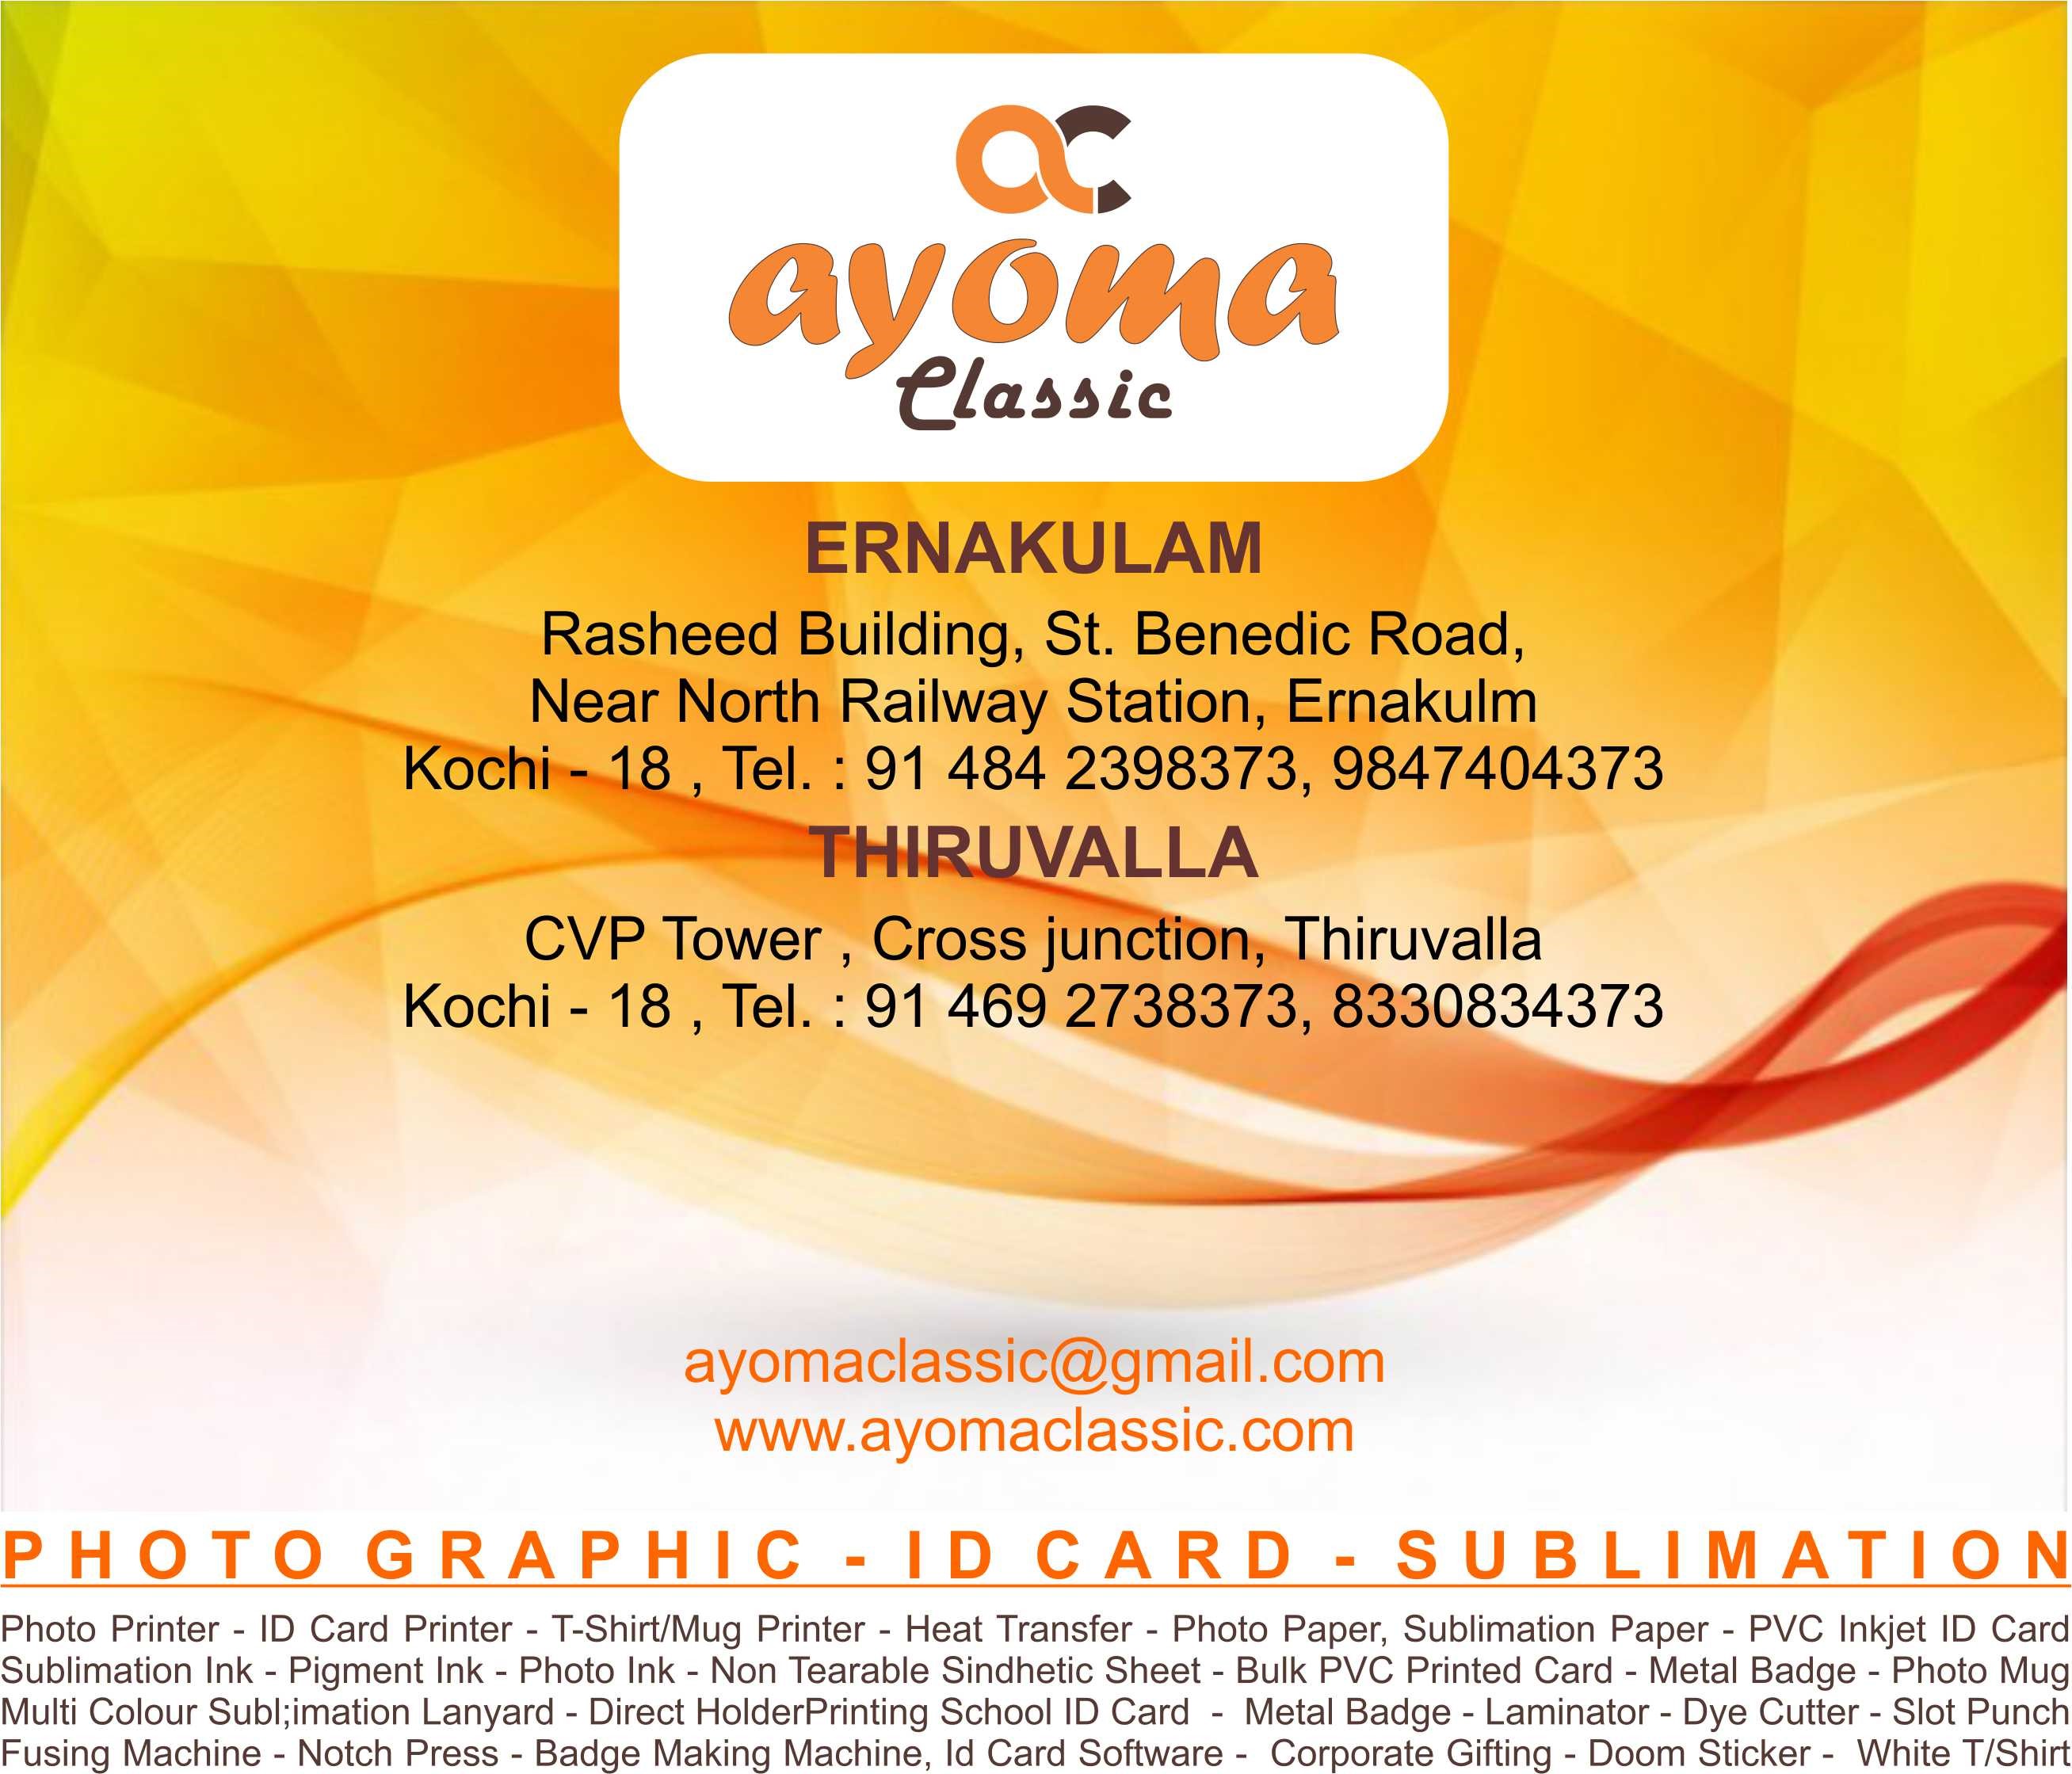 ac
ayoma
Classic
ERNAKULAM
Rasheed Building, St. Benedic Road,
Near North Railway Station, Ernakulm
Kochi - 18 , Tel. : 91 484 2398373, 9847404373
THIRUVALLA
CVP Tower , Cross junction, Thiruvalla
Kochi - 18 , Tel. : 91 469 2738373, 8330834373
ayomaclassic@gmail.com
www.ayomaclassic.com
PHOTO GRAPHIC - ID CARD - SUBLIMATION
Photo Printer - ID Card Printer - T-Shirt/Mug Printer - Heat Transfer - Photo Paper, Sublimation Paper - PVC Inkjet ID Card
Sublimation Ink - Pigment Ink - Photo Ink - Non Tearable Sindhetic Sheet - Bulk PVC Printed Card - Metal Badge - Photo Mug
Multi Colour Subl;imation Lanyard - Direct HolderPrinting School ID Card - Metal Badge - Laminator - Dye Cutter - Slot Punch
Fusing Machine - Notch Press - Badge Making Machine, Id Card Software - Corporate Gifting - Doom Sticker - White T/Shirt